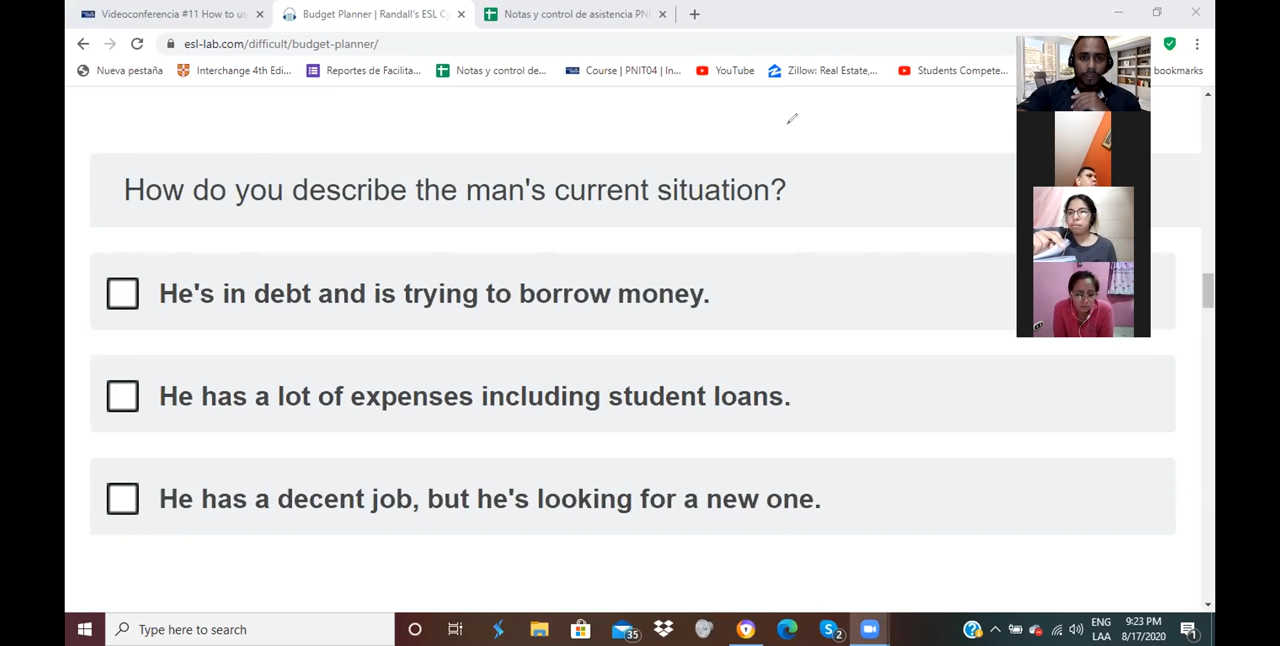 Videoconferencia #11 How to us
Budget Planner | Randall's ESL Cy
Notas y control de asistencia PNI
esl-lab.com/difficult/budget-planner/
Nueva pestaña
Interchange 4th Edi...
Reportes de Facilita...
Notas y control de...
Course | PNIT04 | In...
YouTube
Zillow: Real Estate,...
Students Compete...
bookmarks
How do you describe the man's current situation?
He's in debt and is trying to borrow money.
He has a lot of expenses including student loans.
He has a decent job, but he's looking for a new one.
Type here to search
35
2
ENG
LAA
9:23 PM
8/17/2020
1